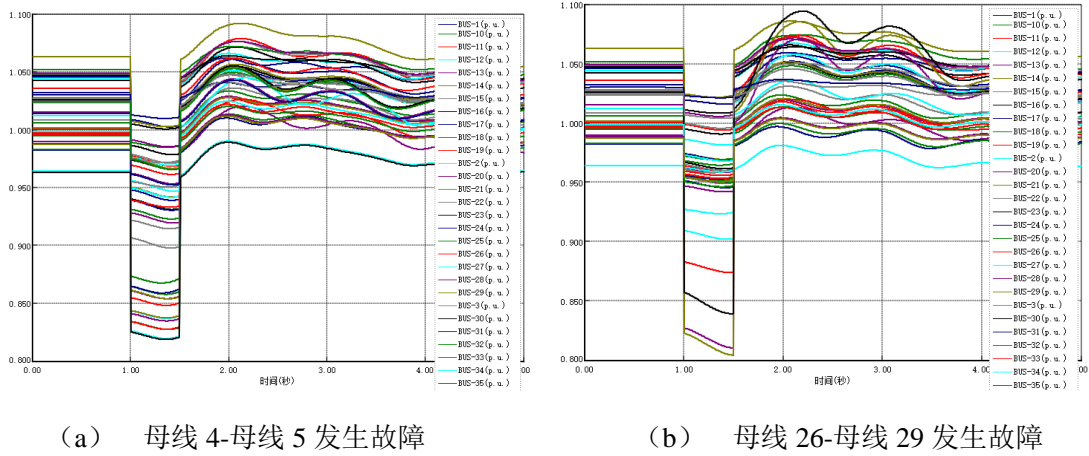 1.100
1.050
1.000
0.950
0.900
0.850
0.800
0.00 1.00 2.00 3.00 4.00
时间(秒)
BUS-1(p.u.)
BUS-10(p.u.)
BUS-11(p.u.)
BUS-12(p.u.)
BUS-13(p.u.)
BUS-14(p.u.)
BUS-15(p.u.)
BUS-16(p.u.)
BUS-17(p.u.)
BUS-18(p.u.)
BUS-19(p.u.)
BUS-2(p.u.)
BUS-20(p.u.)
BUS-21(p.u.)
BUS-22(p.u.)
BUS-23(p.u.)
BUS-24(p.u.)
BUS-25(p.u.)
BUS-26(p.u.)
BUS-27(p.u.)
BUS-28(p.u.)
BUS-29(p.u.)
BUS-3(p.u.)
BUS-30(p.u.)
BUS-31(p.u.)
BUS-32(p.u.)
BUS-33(p.u.)
BUS-34(p.u.)
BUS-35(p.u.)
(a) 母线 4-母线 5 发生故障
1.100
1.050
1.000
0.950
0.900
0.850
0.800
0.00 1.00 2.00 3.00 4.00
时间(秒)
BUS-1(p.u.)
BUS-10(p.u.)
BUS-11(p.u.)
BUS-12(p.u.)
BUS-13(p.u.)
BUS-14(p.u.)
BUS-15(p.u.)
BUS-16(p.u.)
BUS-17(p.u.)
BUS-18(p.u.)
BUS-19(p.u.)
BUS-2(p.u.)
BUS-20(p.u.)
BUS-21(p.u.)
BUS-22(p.u.)
BUS-23(p.u.)
BUS-24(p.u.)
BUS-25(p.u.)
BUS-26(p.u.)
BUS-27(p.u.)
BUS-28(p.u.)
BUS-29(p.u.)
BUS-3(p.u.)
BUS-30(p.u.)
BUS-31(p.u.)
BUS-32(p.u.)
BUS-33(p.u.)
BUS-34(p.u.)
BUS-35(p.u.)
(b) 母线 26-母线 29 发生故障